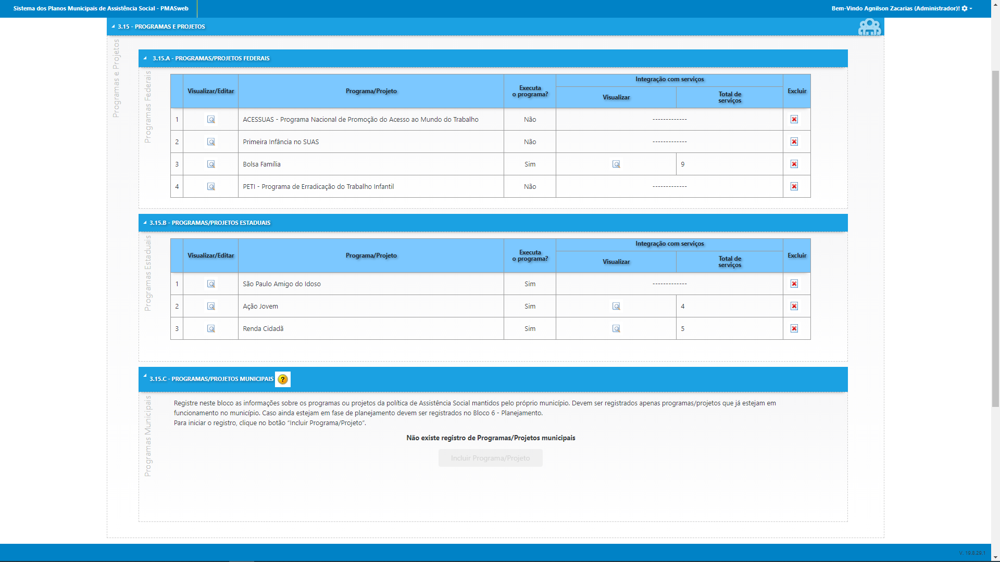 Sistema dos Planos Municipais de Assistência Social - PMASweb
Bem-Vindo Agnilson Zacarias (Administrador)!
3.15 - PROGRAMAS E PROJETOS
Programas e Projetos
3.15.A - PROGRAMAS/PROJETOS FEDERAIS
Programas Federais
Visualizar/Editar
Programa/Projeto
Executa
o programa?
Integração com serviços
Visualizar
Total de
serviços
Excluir
1 ACESSUAS - Programa Nacional de Promoção do Acesso ao Mundo do Trabalho Não -------------
2 Primeira Infância no SUAS Não -------------
3 Bolsa Família Sim 9
4 PETI - Programa de Erradicação do Trabalho Infantil Não -------------
3.15.B - PROGRAMAS/PROJETOS ESTADUAIS
Programas Estaduais
Visualizar/Editar
Programa/Projeto
Executa
o programa?
Integração com serviços
Visualizar
Total de
serviços
Excluir
1 São Paulo Amigo do Idoso Sim -------------
2 Ação Jovem Sim 4
3 Renda Cidadã Sim 5
3.15.C - PROGRAMAS/PROJETOS MUNICIPAIS ?
Programas Municipais
Registre neste bloco as informações sobre os programas ou projetos da política de Assistência Social mantidos pelo próprio município. Devem ser registrados apenas programas/projetos que já estejam em
funcionamento no município. Caso ainda estejam em fase de planejamento devem ser registrados no Bloco 6 - Planejamento.
Para iniciar o registro, clique no botão “Incluir Programa/Projeto”.
Não existe registro de Programas/Projetos municipais
Incluir Programa/Projeto
V. 19.8.29.1